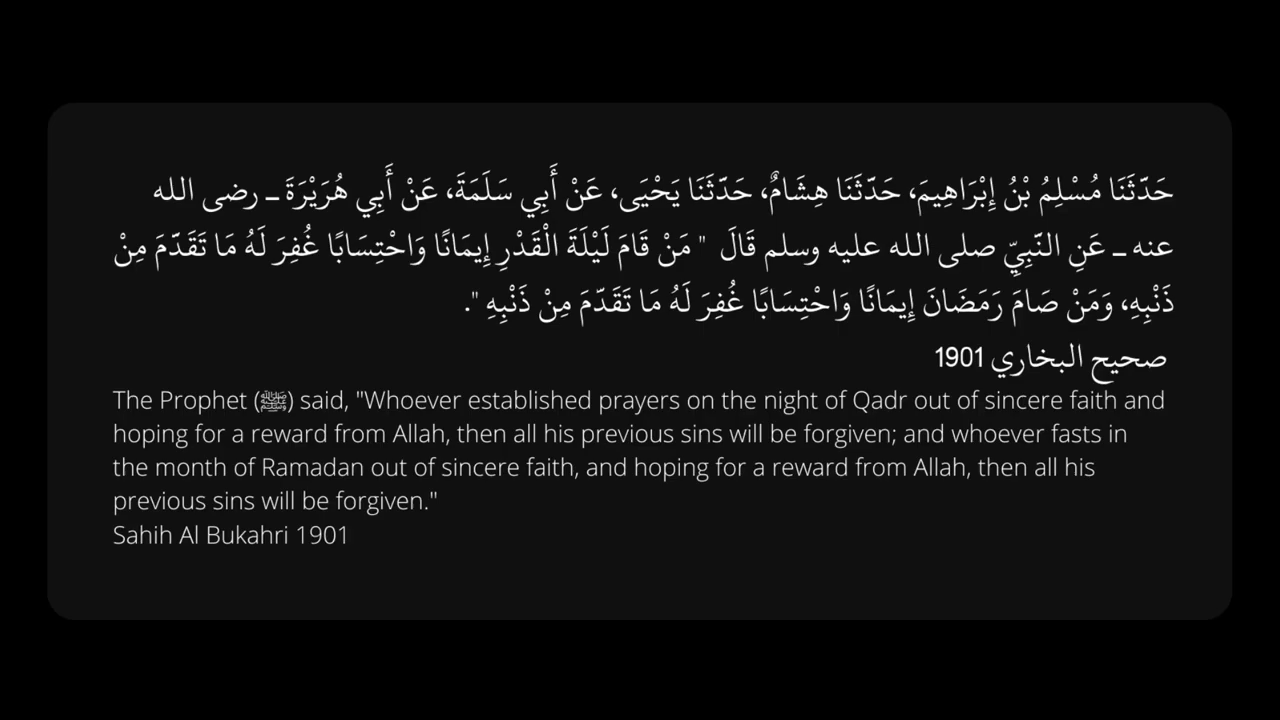 حَدَّثَنَا مُسْلِمُ بْنُ إِبْرَاهِيمَ، حَدَّثَنَا هِشَامٌ، حَدَّثَنَا يَحْيَى، عَنْ أَبِي سَلَمَةَ، عَنْ أَبِي هُرَيْرَةَ ـ رضى الله
عنه ـ عَنِ النَّبِيِّ صلى الله عليه وسلم قَالَ " مَنْ قَامَ لَيْلَةَ الْقَدْرِ إِيمَانًا وَاحْتِسَابًا غُفِرَ لَهُ مَا تَقَدَّمَ مِنْ
ذَنْبِهِ، وَمَنْ صَامَ رَمَضَانَ إِيمَانًا وَاحْتِسَابًا غُفِرَ لَهُ مَا تَقَدَّمَ مِنْ ذَنْبِهِ ".
صحيح البخاري 1901
The Prophet (ﷺ) said, "Whoever established prayers on the night of Qadr out of sincere faith and
hoping for a reward from Allah, then all his previous sins will be forgiven; and whoever fasts in
the month of Ramadan out of sincere faith, and hoping for a reward from Allah, then all his
previous sins will be forgiven."
Sahih Al Bukahri 1901